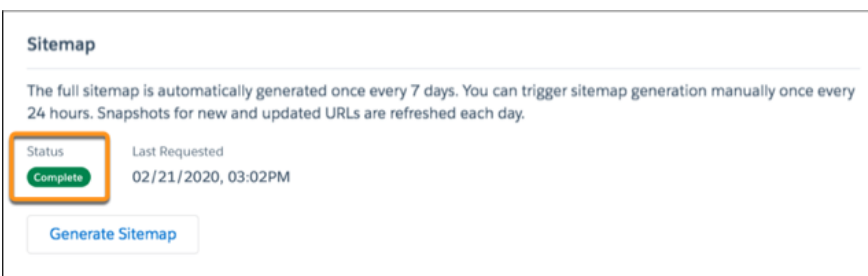 Sitemap
The full sitemap is automatically generated once every 7 days. You can trigger sitemap generation manually once every
24 hours. Snapshots for new and updated URLs are refreshed each day.
Status Last Requested
Complete 02/21/2020, 03:02PM
Generate Sitemap